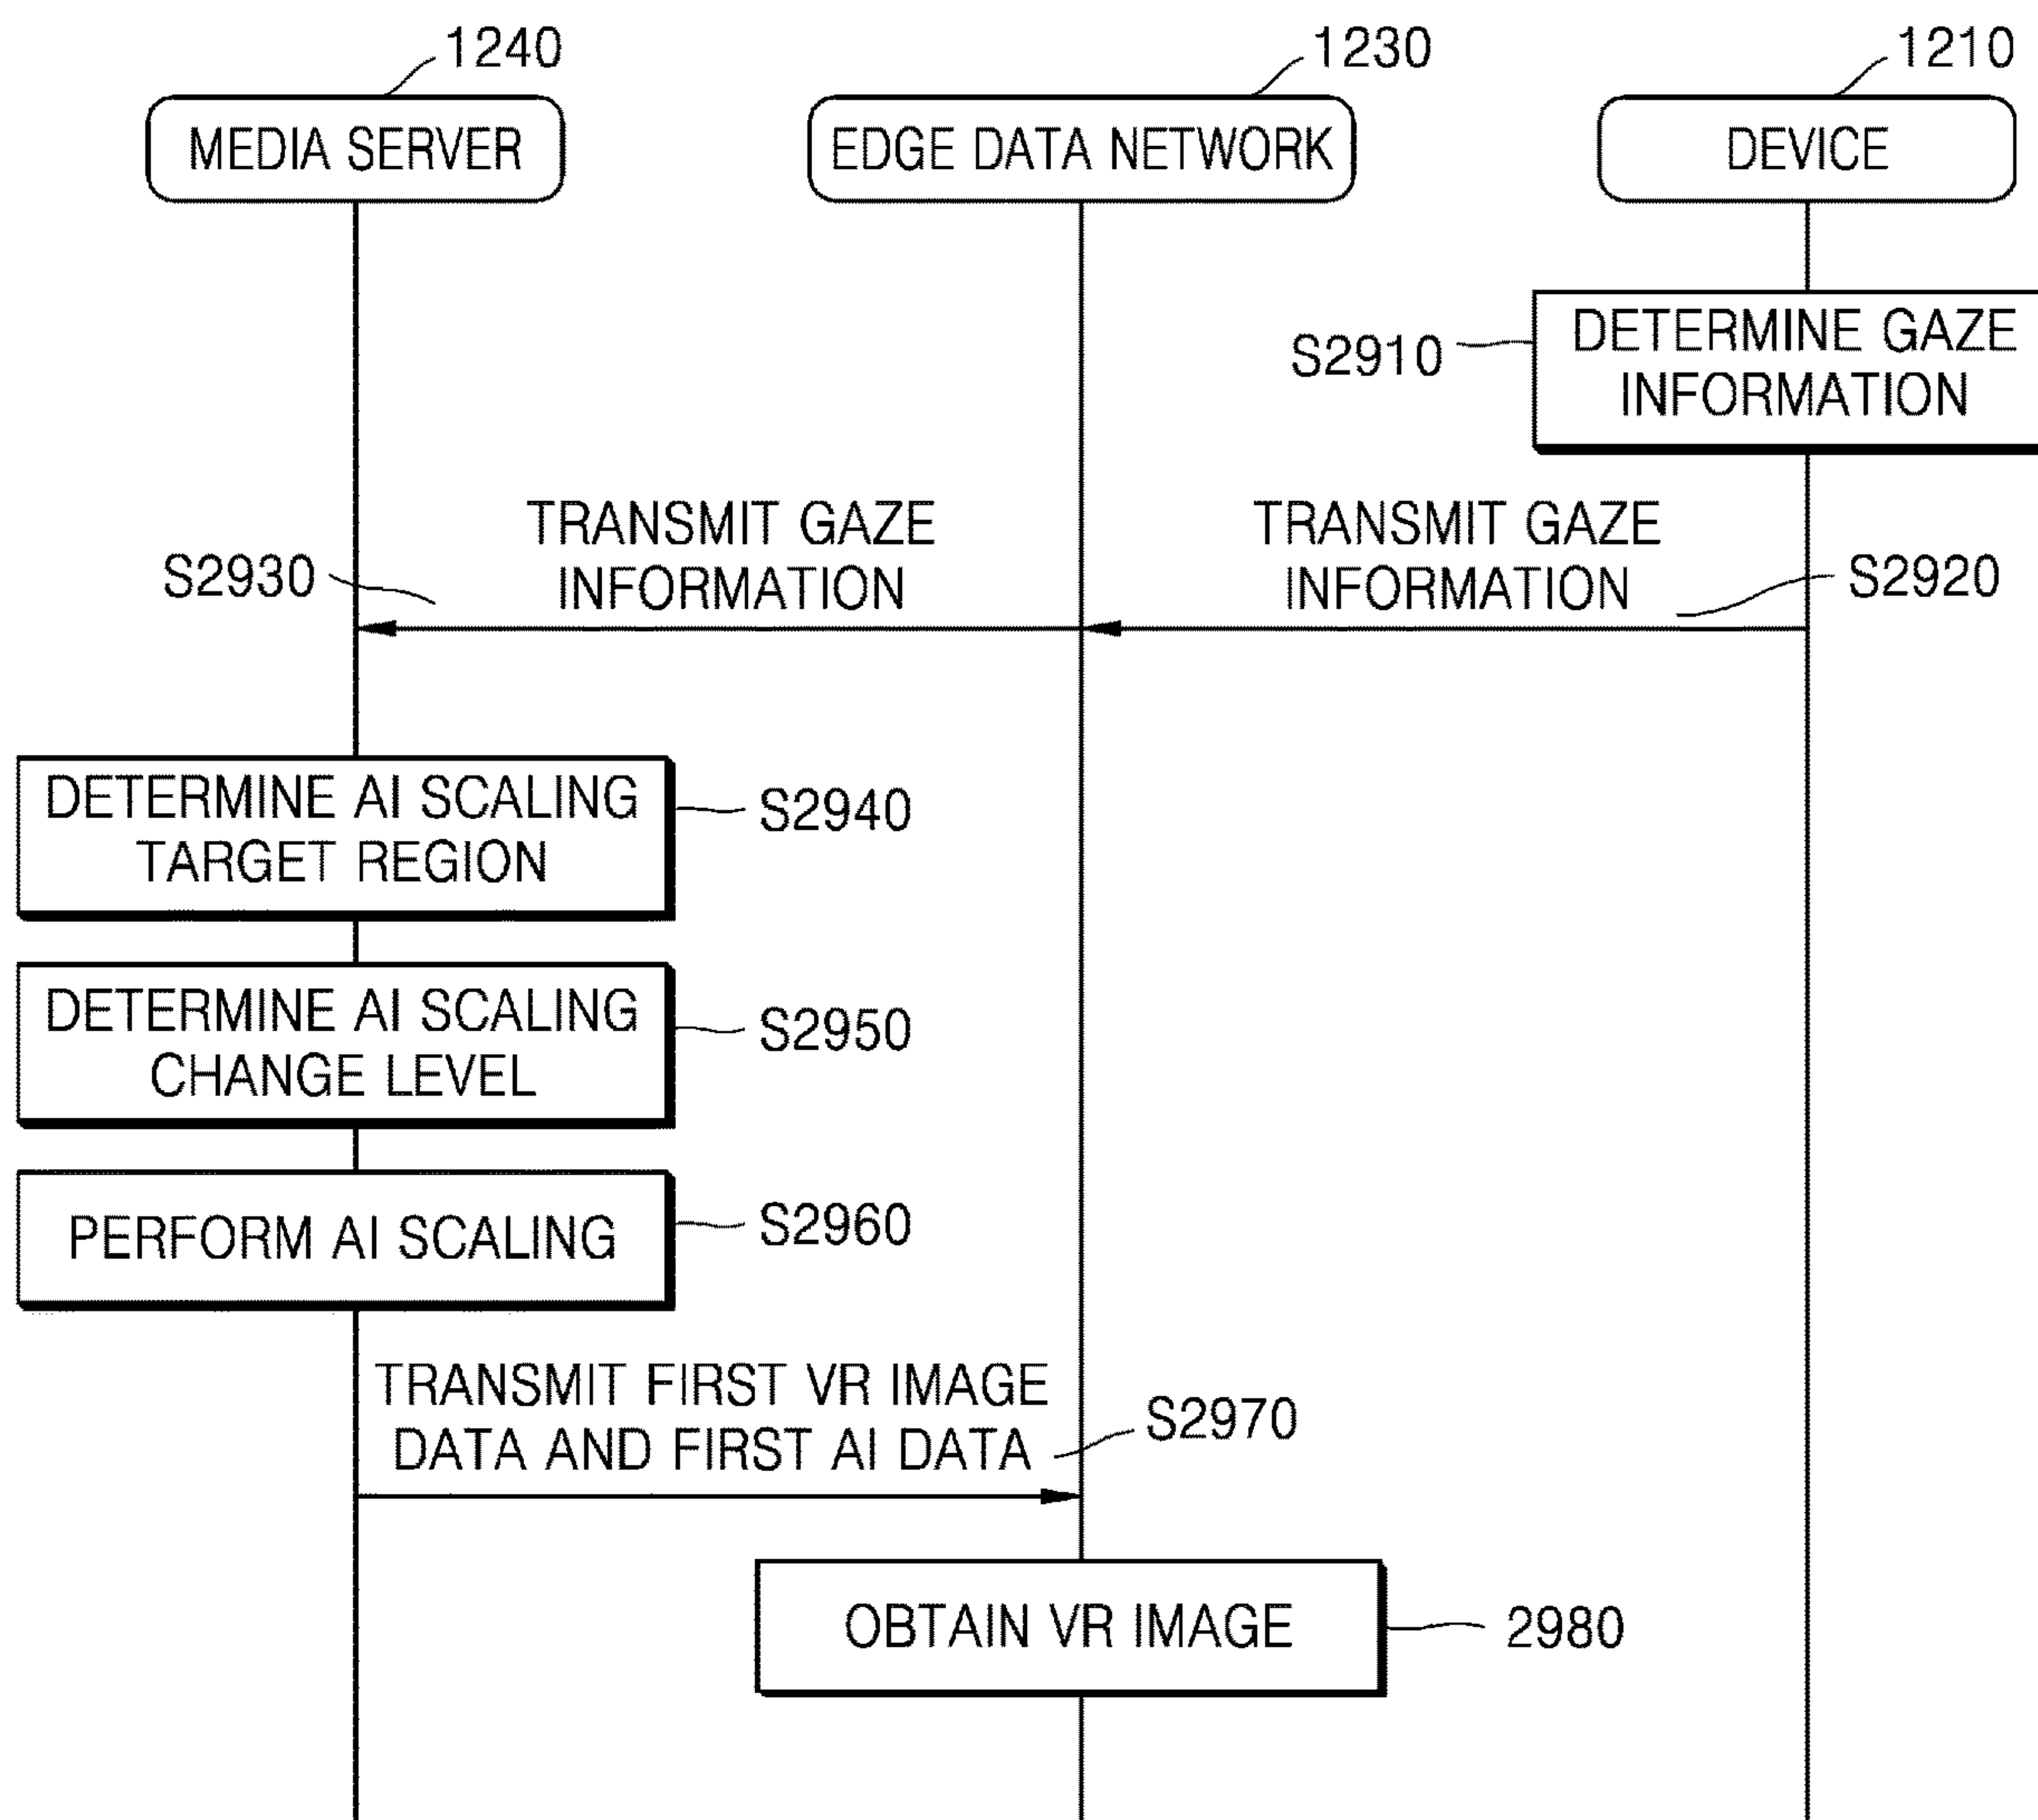 1240
1230
1210
MEDIA SERVER
EDGE DATA NETWORK
DEVICE
S2910
DETERMINE GAZE
INFORMATION
S2930
TRANSMIT GAZE
INFORMATION
TRANSMIT GAZE
INFORMATION
S2920
DETERMINE AI SCALING
TARGET REGION
S2940
DETERMINE AI SCALING
CHANGE LEVEL
S2950
PERFORM AI SCALING
S2960
TRANSMIT FIRST VR IMAGE
DATA AND FIRST AI DATA
S2970
OBTAIN VR IMAGE
2980